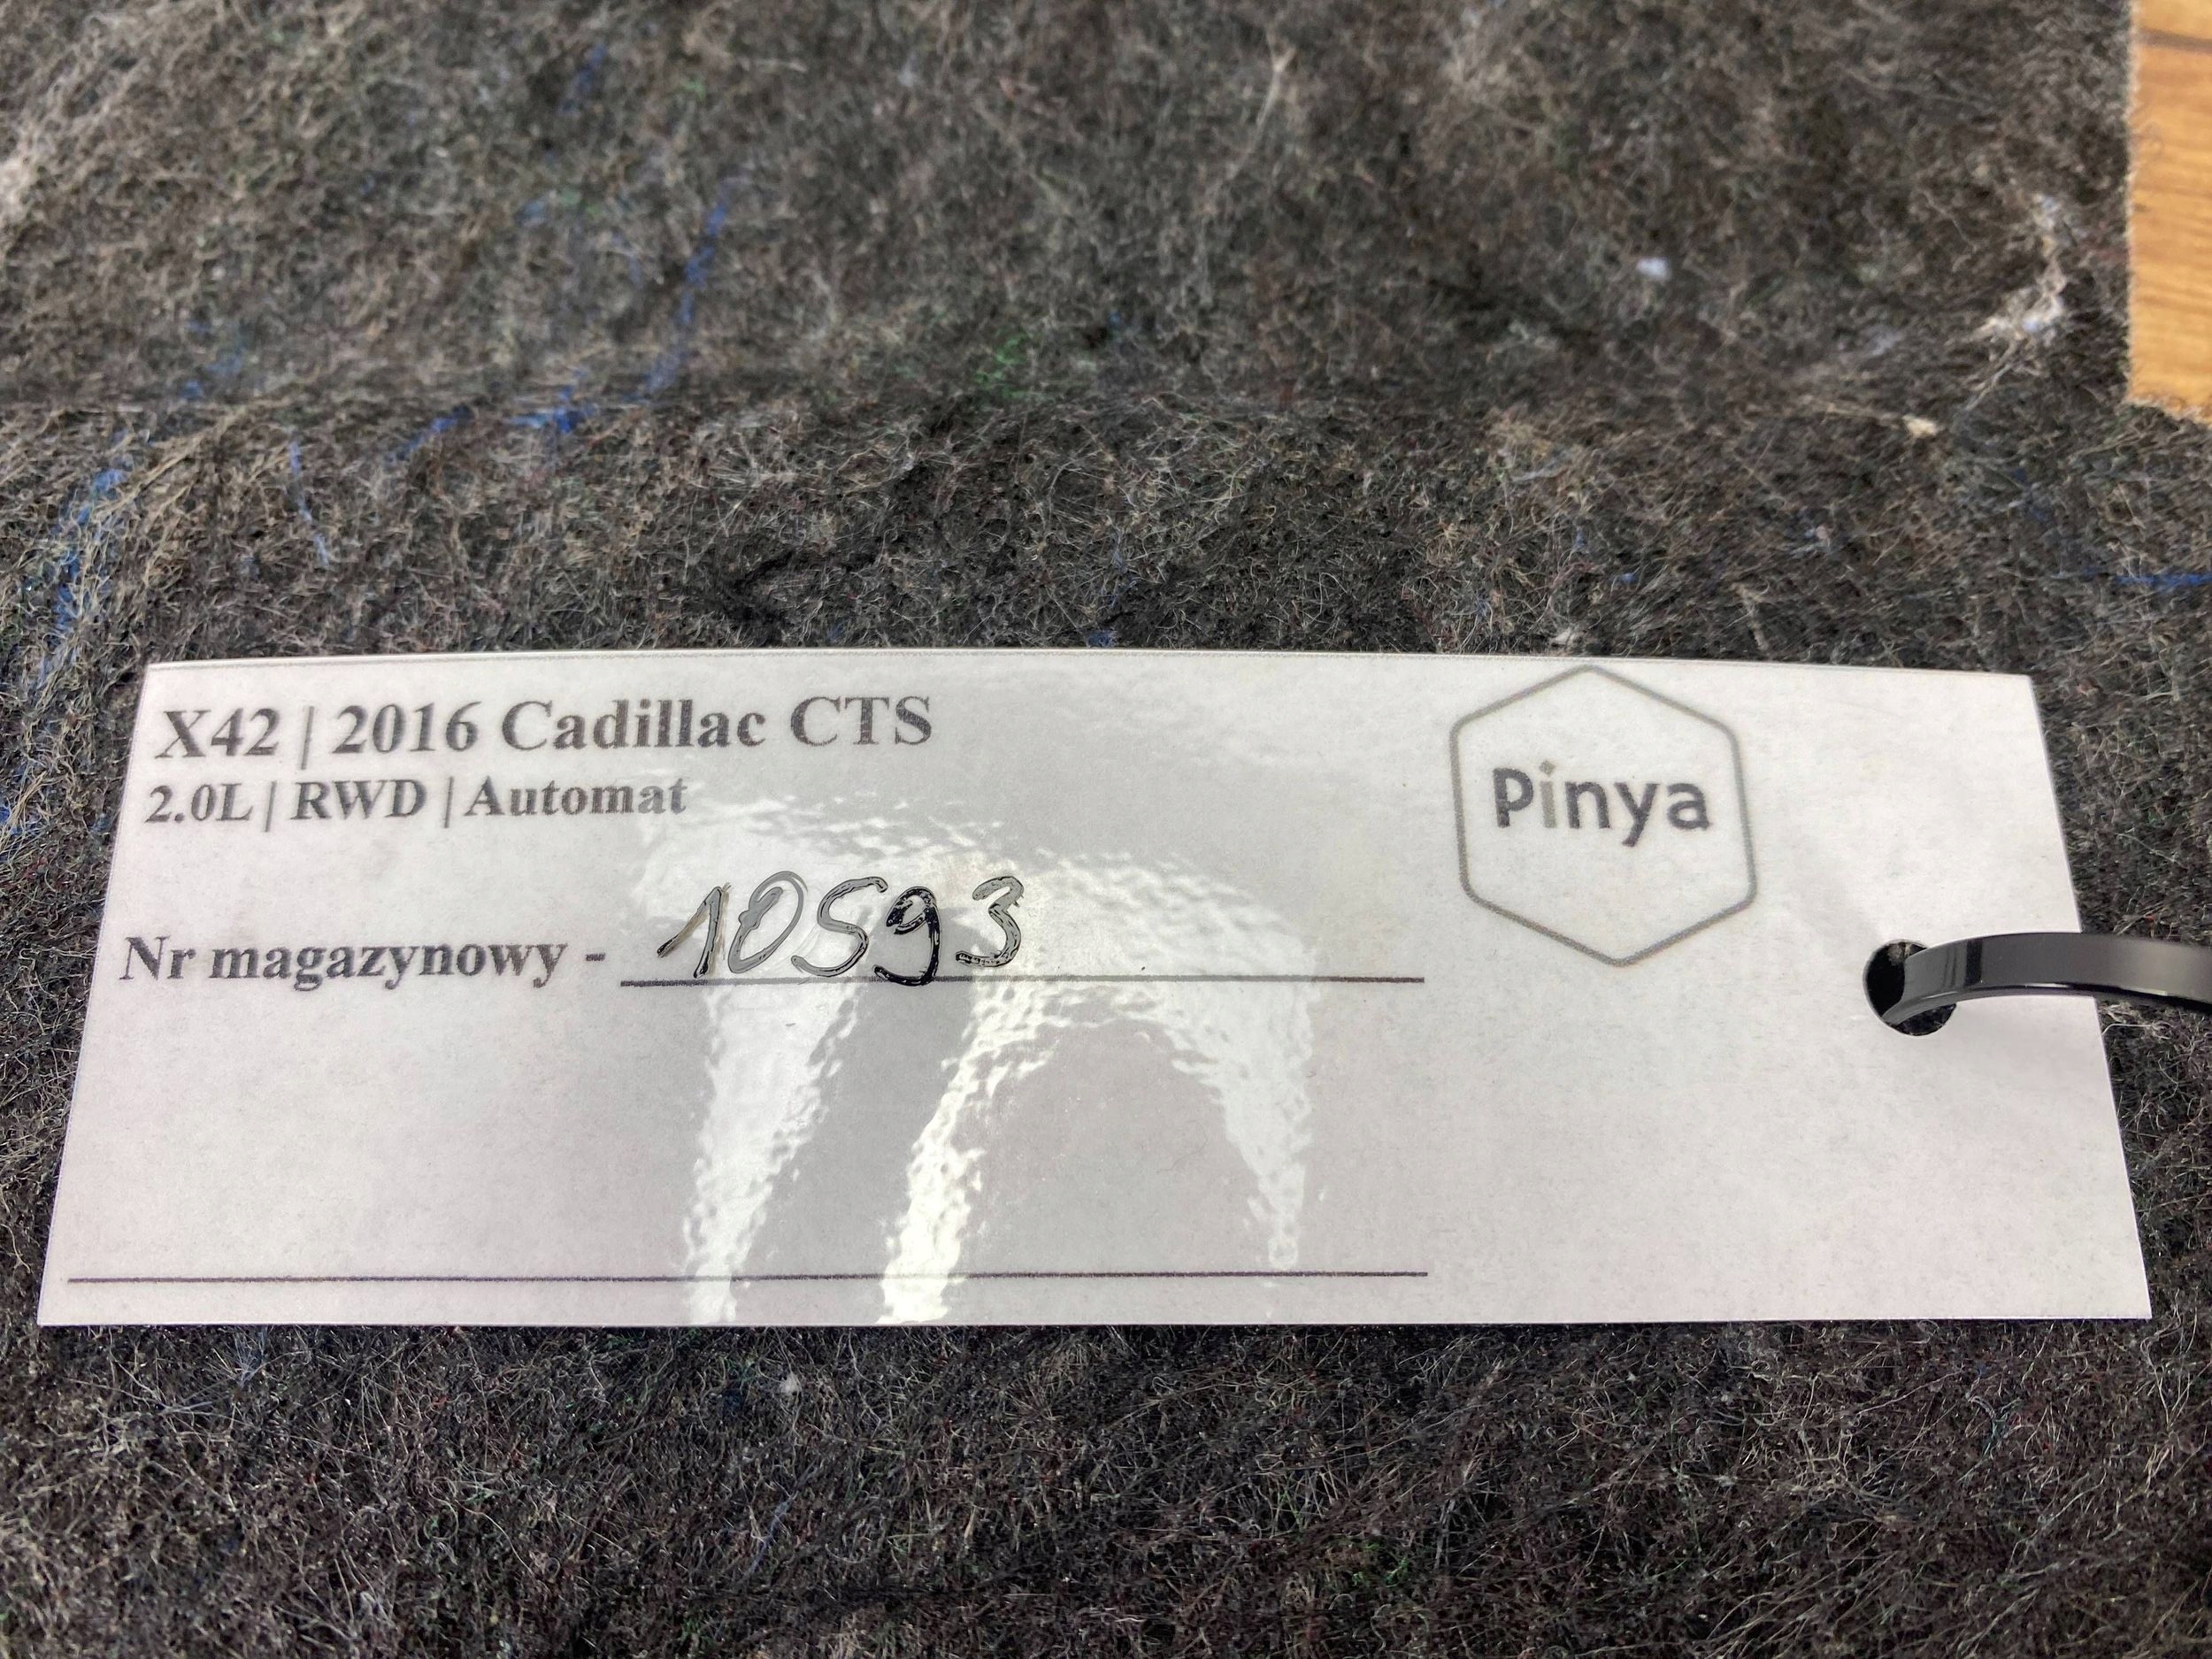 X42 | 2016 Cadillac CTS
2.0L | RWD | Automat
Pinya
Nr magazynowy - 10593